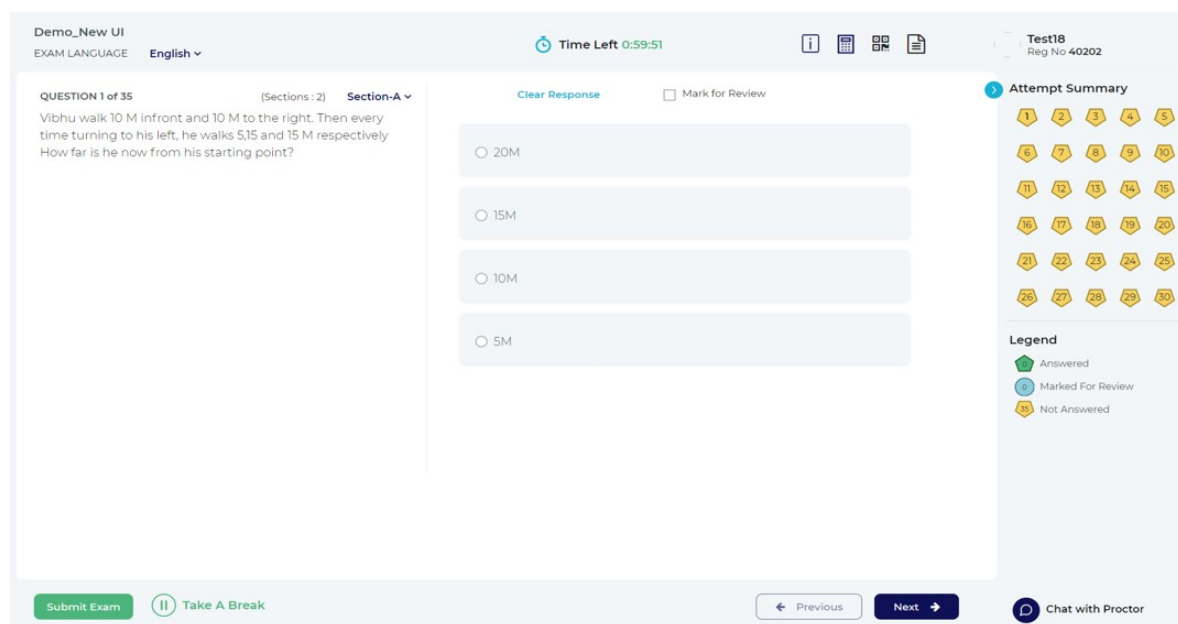 Demo_New UI
EXAM LANGUAGE English
Time Left 0:59:51
i
Test18
Reg No 40202
QUESTION 1 of 35 (Sections : 2) Section-A
Vibhu walk 10 M infront and 10 M to the right. Then every
time turning to his left, he walks 5,15 and 15 M respectively
How far is he now from his starting point?
Clear Response Mark for Review
20M
15M
10M
5M
Attempt Summary
1 2 3 4 5
6 7 8 9 10
11 12 13 14 15
16 17 18 19 20
21 22 23 24 25
26 27 28 29 30
Legend
0 Answered
0 Marked For Review
35 Not Answered
Submit Exam Take A Break
Previous Next
Chat with Proctor